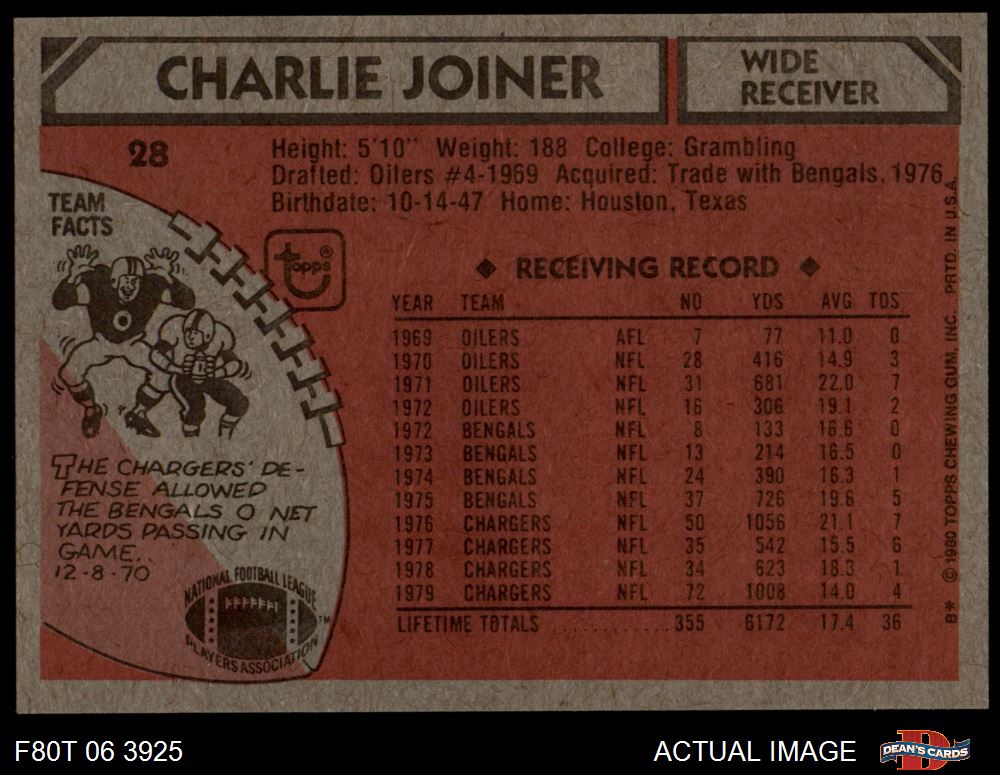 CHARLIE JOINER
WIDE
RECEIVER
28
Height: 5'10" Weight: 188 College: Grambling
Drafted: Oilers #4-1969 Acquired: Trade with Bengals, 1976
Birthdate: 10-14-47 Home: Houston, Texas
TEAM
FACTS
topps®
THE CHARGERS' DE-
FENSE ALLOWED
THE BENGALS 0 NET
YARDS PASSING IN
GAME..
12-8-70
NATIONAL FOOTBALL LEAGUE
PLAYERS ASSOCIATION
TM
◆ RECEIVING RECORD ◆
YEAR TEAM NO YDS AVG TDS
1969 OILERS AFL 7 77 11.0 0
1970 OILERS NFL 28 416 14.9 3
1971 OILERS NFL 31 681 22.0 7
1972 OILERS NFL 16 306 19.1 2
1972 BENGALS NFL 8 133 16.6 0
1973 BENGALS NFL 13 214 16.5 0
1974 BENGALS NFL 24 390 16.3 1
1975 BENGALS NFL 37 726 19.6 5
1976 CHARGERS NFL 50 1056 21.1 7
1977 CHARGERS NFL 35 542 15.5 6
1978 CHARGERS NFL 34 623 18.3 1
1979 CHARGERS NFL 72 1008 14.0 4
LIFETIME TOTALS ............ 355 6172 17.4 36
B* © 1980 TOPPS CHEWING GUM, INC. PRTD. IN U.S.A.
F80T 06 3925
ACTUAL IMAGE
D
DEAN'S CARDS